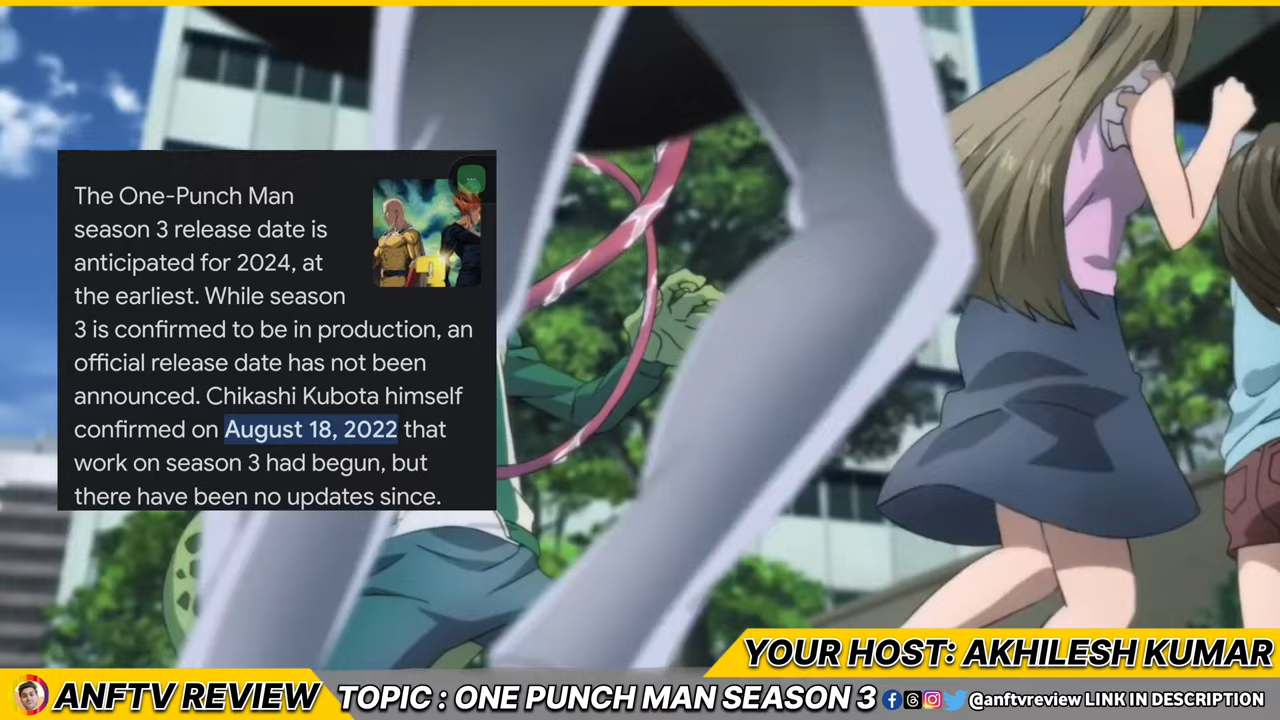 The One-Punch Man
season 3 release date is
anticipated for 2024, at
the earliest. While season
3 is confirmed to be in production, an
official release date has not been
announced. Chikashi Kubota himself
confirmed on August 18, 2022 that
work on season 3 had begun, but
there have been no updates since.
3
YOUR HOST: AKHILESH KUMAR
ANFTV REVIEW
TOPIC : ONE PUNCH MAN SEASON 3
@anftvreview LINK IN DESCRIPTION